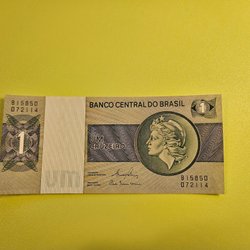 B15850
072114
BANCO CENTRAL DO BRASIL
1
UM
CRUZEIRO
1
um
B15850
072114